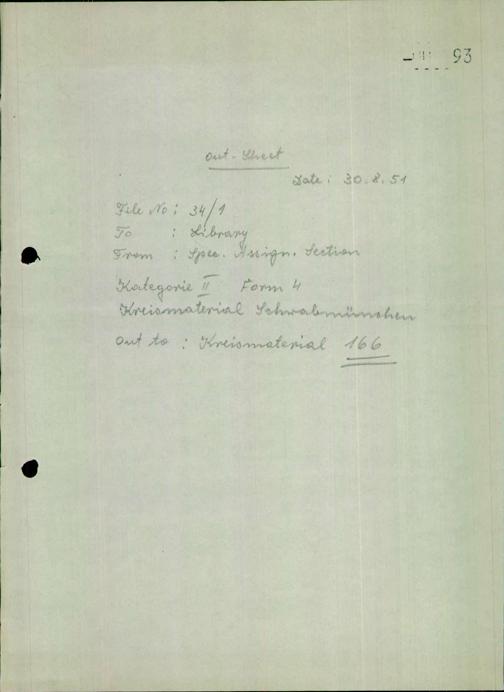 93
Out-Sheet
Date: 30.8.51
File No: 34/1
To : Library
From : Spec. Assign. Section
Kategorie II Form 4
Kreismaterial Schwabmünchen
Out to : Kreismaterial 166